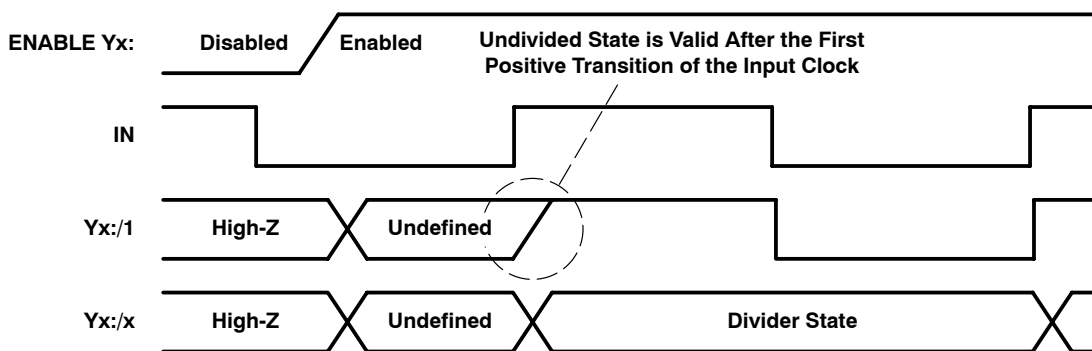 ENABLE Yx: Disabled Enabled Undivided State is Valid After the First
Positive Transition of the Input Clock
IN
Yx:/1 High-Z Undefined
Yx:/x High-Z Undefined Divider State